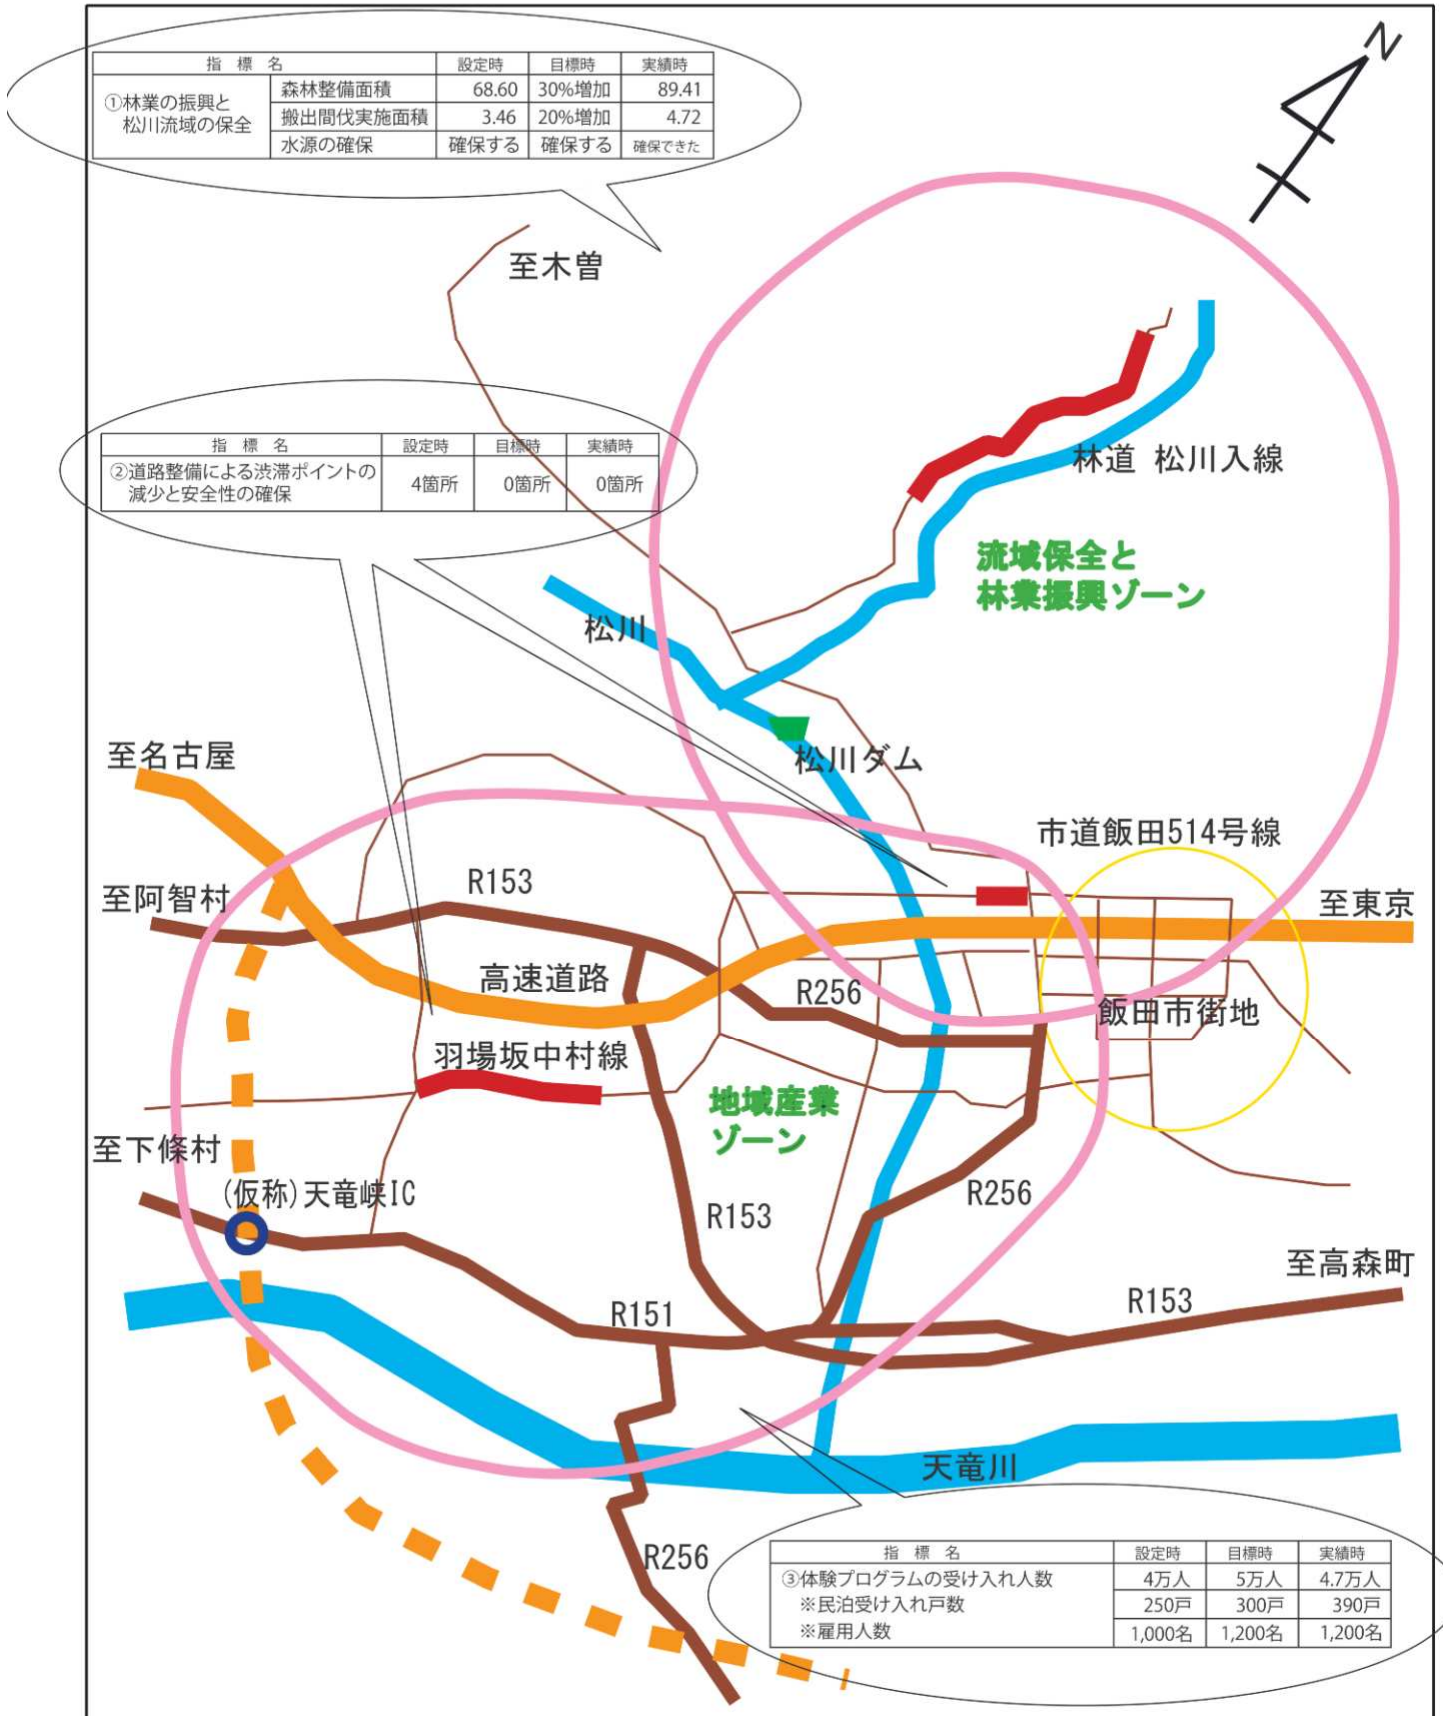 N
指標名 設定時 目標時 実績時
①林業の振興と 森林整備面積 68.60 30%増加 89.41
松川流域の保全 搬出間伐実施面積 3.46 20%増加 4.72
水源の確保 確保する 確保する 確保できた
至木曽
指標名 設定時 目標時 実績時
②道路整備による渋滞ポイントの 4箇所 0箇所 0箇所
減少と安全性の確保
林道 松川入線
流域保全と
林業振興ゾーン
松川
松川ダム
至名古屋
市道飯田514号線
R153
至阿智村
至東京
高速道路
R256
飯田市街地
羽場坂中村線
地域産業
ゾーン
至下條村
(仮称)天竜峡IC
R153
R256
至高森町
R151
R153
天竜川
R256
指標名 設定時 目標時 実績時
③体験プログラムの受け入れ人数 4万人 5万人 4.7万人
※民泊受け入れ戸数 250戸 300戸 390戸
※雇用人数 1,000名 1,200名 1,200名